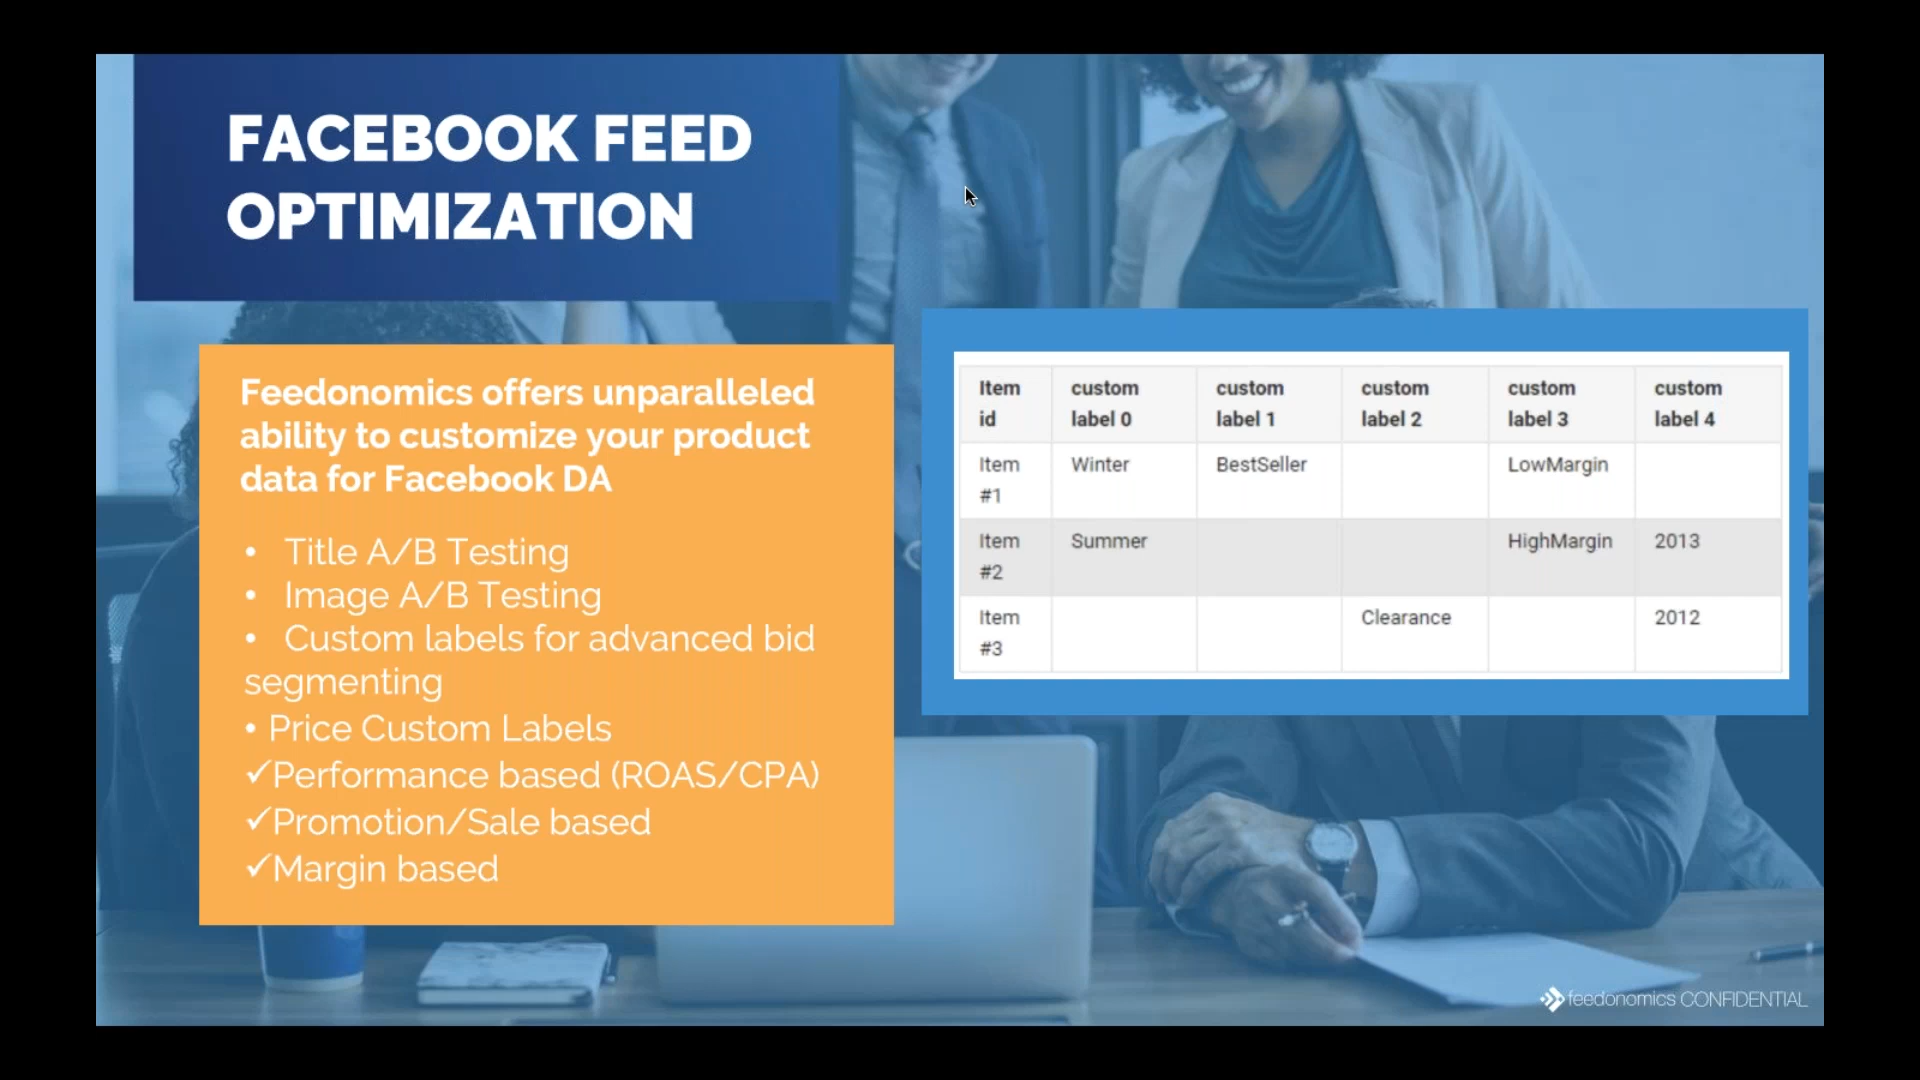 FACEBOOK FEED
OPTIMIZATION
Feedonomics offers unparalleled
ability to customize your product
data for Facebook DA
• Title A/B Testing
• Image A/B Testing
• Custom labels for advanced bid
segmenting
• Price Custom Labels
✓Performance based (ROAS/CPA)
✓Promotion/Sale based
✓Margin based
Item id custom label 0 custom label 1 custom label 2 custom label 3 custom label 4
Item #1 Winter BestSeller LowMargin
Item #2 Summer HighMargin 2013
Item #3 Clearance 2012
feedonomics CONFIDENTIAL